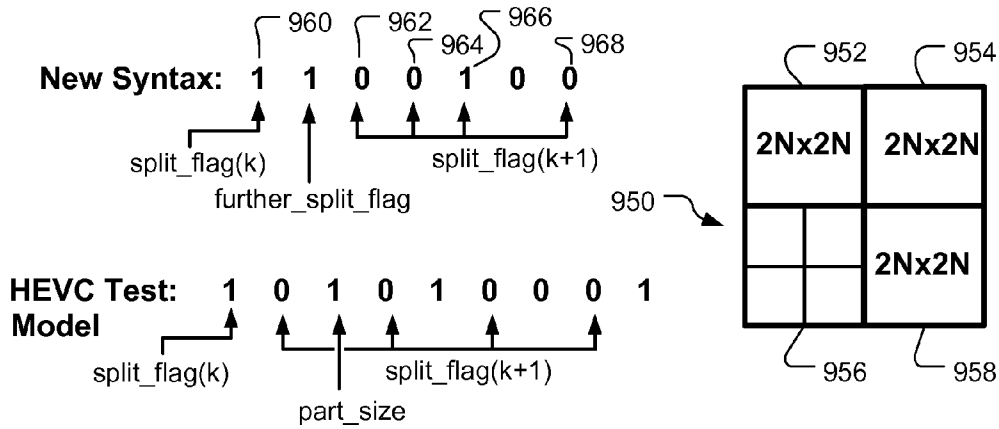 960
962
964
966
968
New Syntax: 1 1 0 0 1 0 0
split_flag(k)
split_flag(k+1)
further_split_flag
HEVC Test: 1 0 1 0 1 0 0 0 1
Model
split_flag(k)
split_flag(k+1)
part_size
952
954
2Nx2N
2Nx2N
950
2Nx2N
956
958